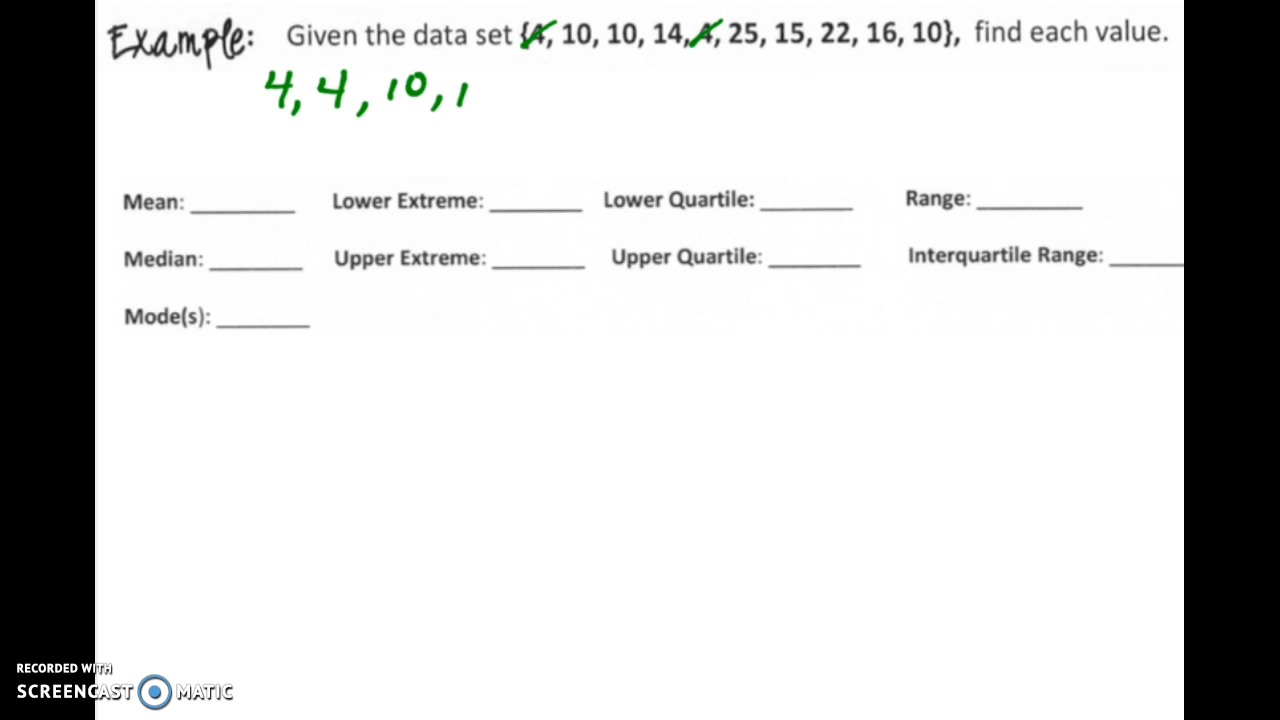 Example: Given the data set {4, 10, 10, 14, 4, 25, 15, 22, 16, 10}, find each value.
4, 4, 10, 1
Mean: ________ Lower Extreme: ________ Lower Quartile: ________ Range: ________
Median: ________ Upper Extreme: ________ Upper Quartile: ________ Interquartile Range: ______
Mode(s): ________
RECORDED WITH
SCREENCAST MATIC